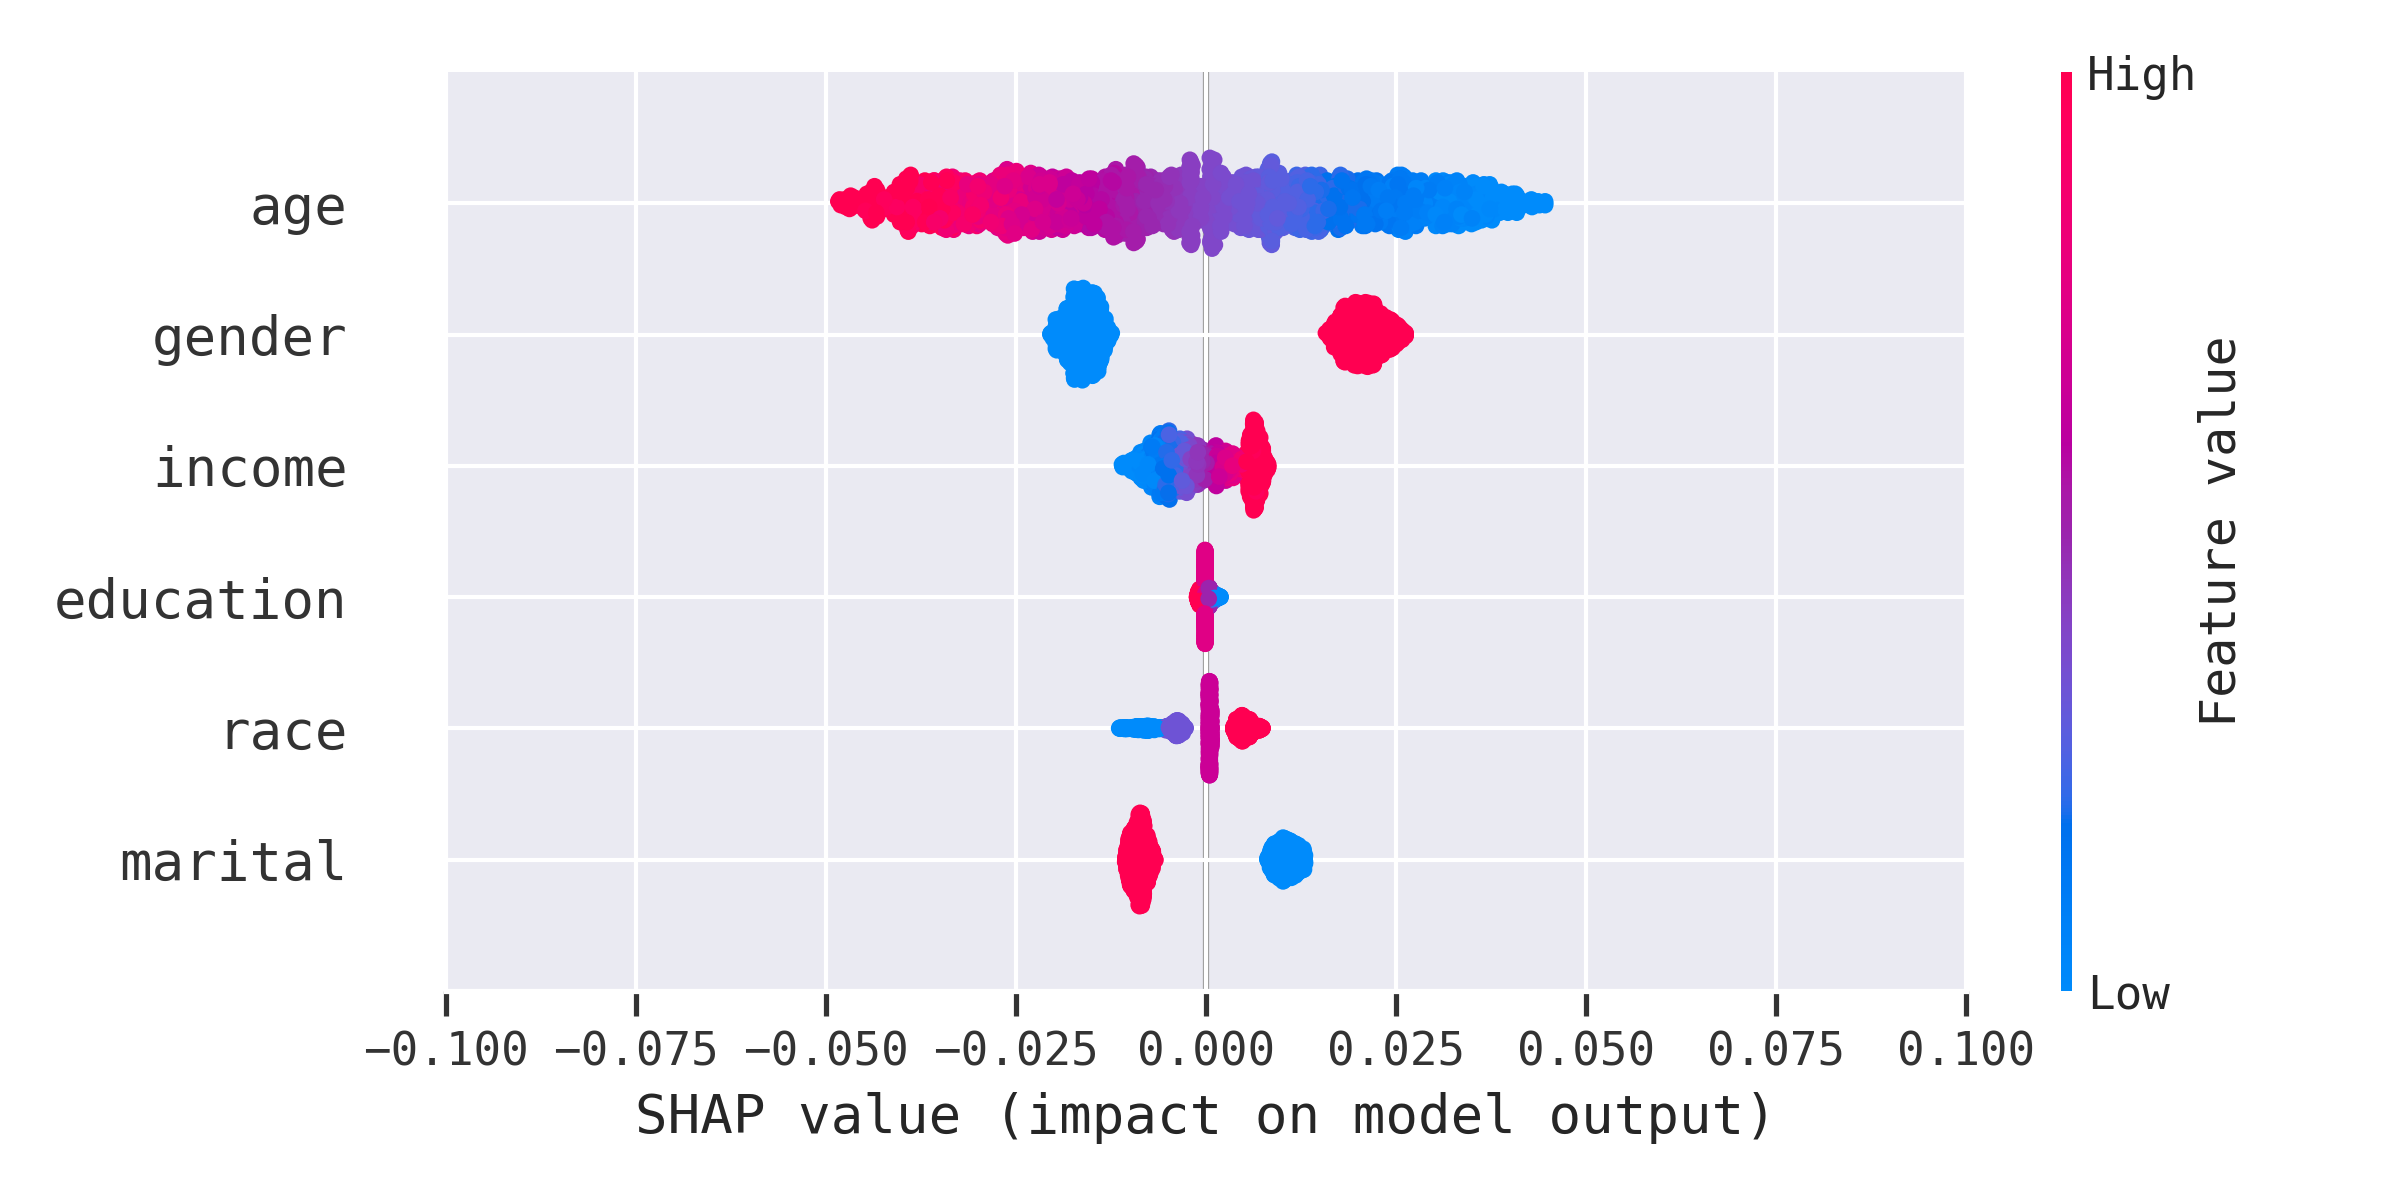 High
age
gender
income
education
race
marital
Low
Feature value
−0.100 −0.075 −0.050 −0.025 0.000 0.025 0.050 0.075 0.100
SHAP value (impact on model output)